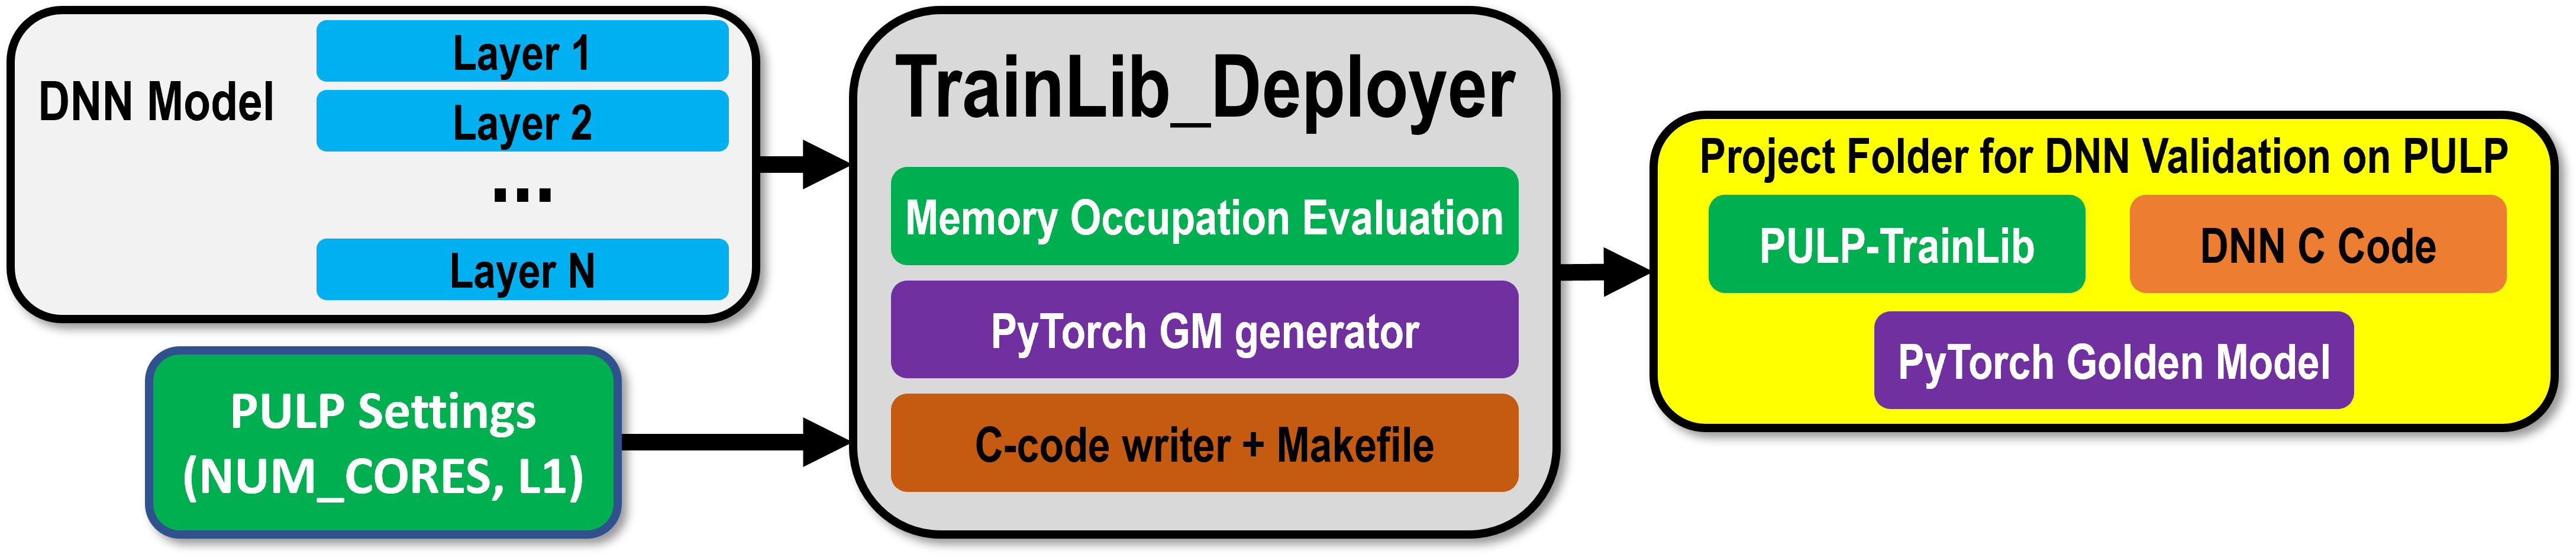 DNN Model
Layer 1
Layer 2
...
Layer N
PULP Settings
(NUM_CORES, L1)
TrainLib_Deployer
Memory Occupation Evaluation
PyTorch GM generator
C-code writer + Makefile
Project Folder for DNN Validation on PULP
PULP-TrainLib
DNN C Code
PyTorch Golden Model